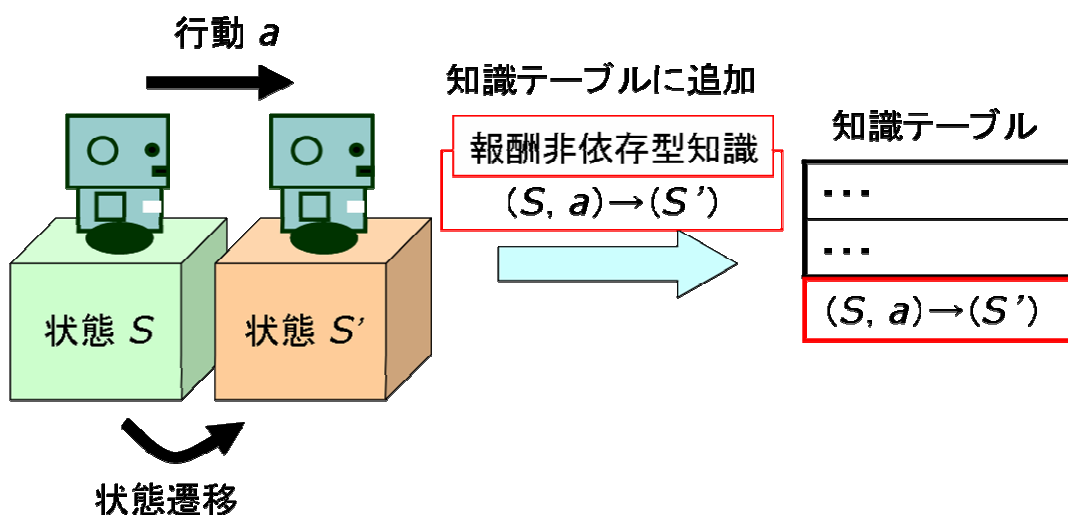 行動 a
知識テーブルに追加
報酬非依存型知識
(S, a)→(S’)
知識テーブル
…
…
(S, a)→(S’)
状態 S
状態 S’
状態遷移